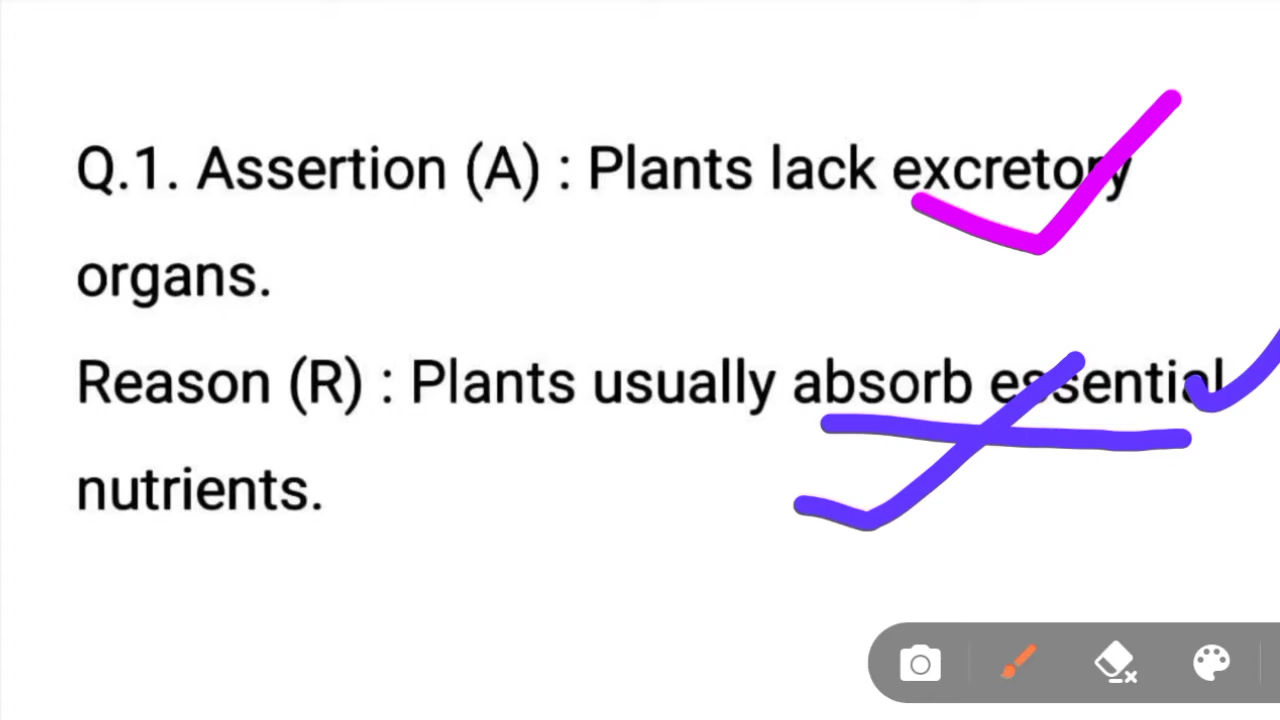 Q.1. Assertion (A) : Plants lack excretory
organs.
Reason (R) : Plants usually absorb essential
nutrients.